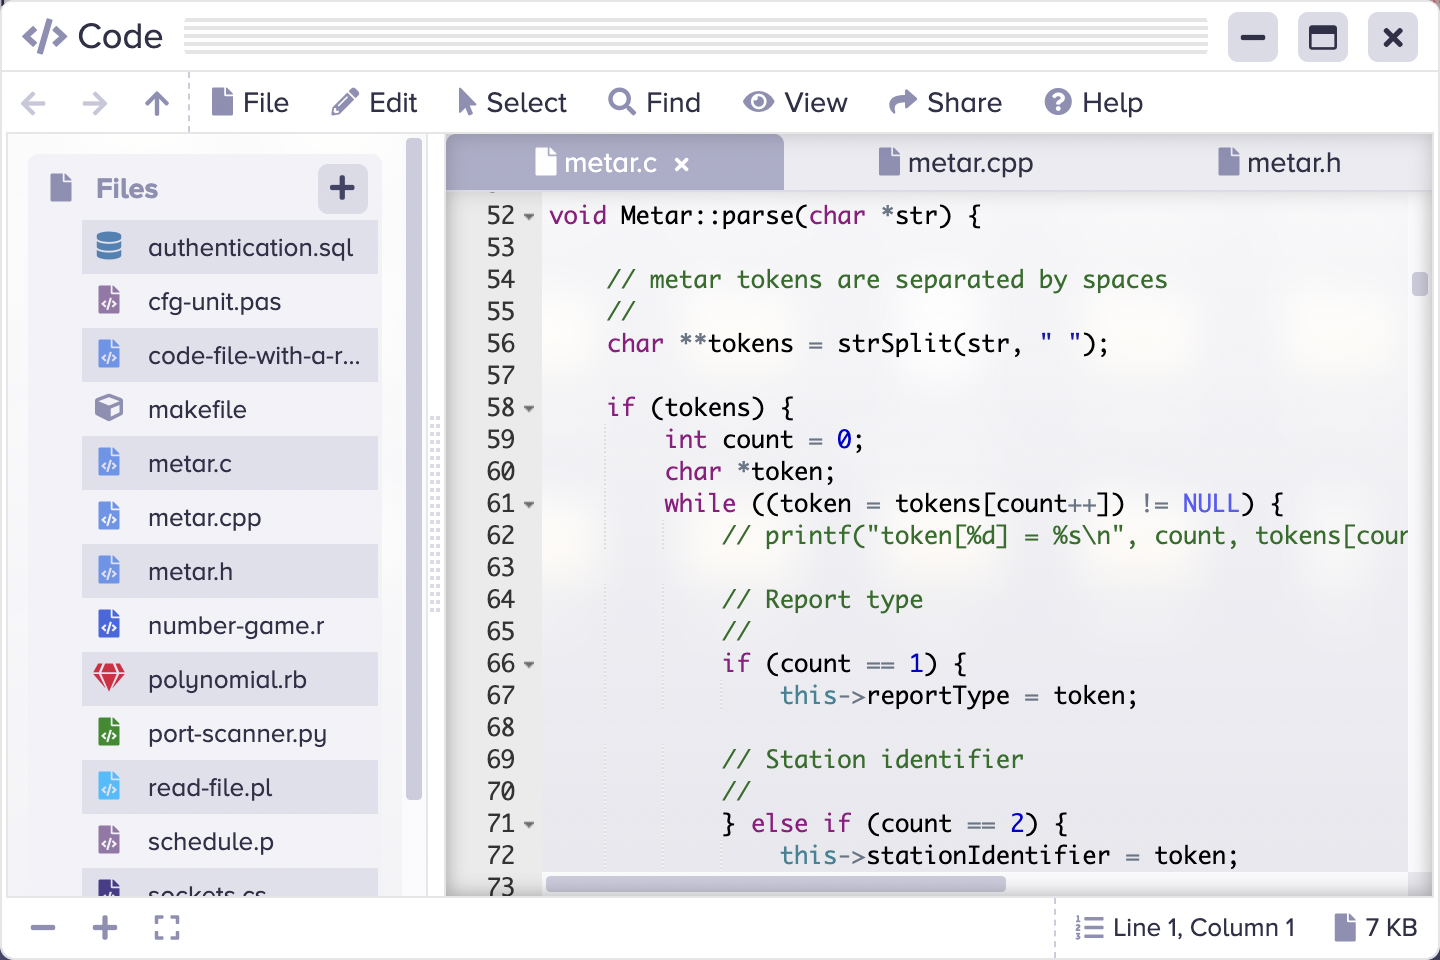 Code
File Edit Select Find View Share Help
Files
authentication.sql
cfg-unit.pas
code-file-with-a-r...
makefile
metar.c
metar.cpp
metar.h
number-game.r
polynomial.rb
port-scanner.py
read-file.pl
schedule.p
sockets.cs
metar.c metar.cpp metar.h
52 void Metar::parse(char *str) {
53
54 // metar tokens are separated by spaces
55 //
56 char **tokens = strSplit(str, " ");
57
58 if (tokens) {
59 int count = 0;
60 char *token;
61 while ((token = tokens[count++]) != NULL) {
62 // printf("token[%d] = %s\n", count, tokens[cour
63
64 // Report type
65 //
66 if (count == 1) {
67 this->reportType = token;
68
69 // Station identifier
70 //
71 } else if (count == 2) {
72 this->stationIdentifier = token;
73
Line 1, Column 1 7 KB